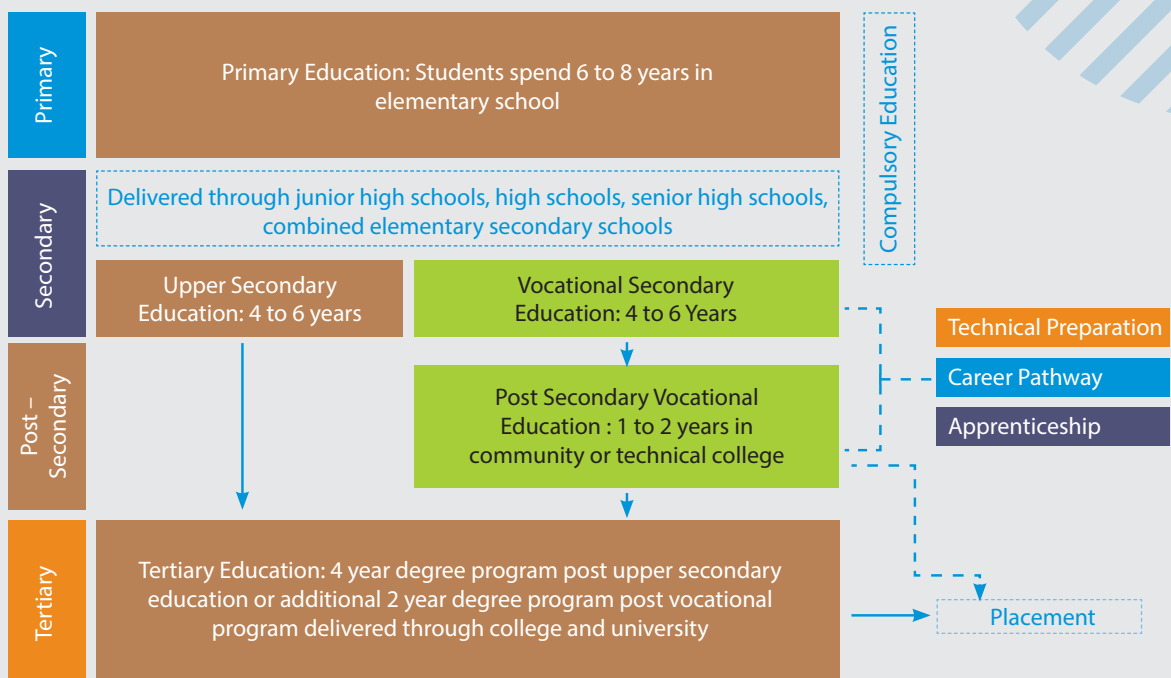 Primary
Primary Education: Students spend 6 to 8 years in
elementary school
Compulsory Education
Secondary
Delivered through junior high schools, high schools, senior high schools,
combined elementary secondary schools
Upper Secondary
Education: 4 to 6 years
Vocational Secondary
Education: 4 to 6 Years
Technical Preparation
Career Pathway
Apprenticeship
Post –
Secondary
Post Secondary Vocational
Education : 1 to 2 years in
community or technical college
Tertiary
Tertiary Education: 4 year degree program post upper secondary
education or additional 2 year degree program post vocational
program delivered through college and university
Placement